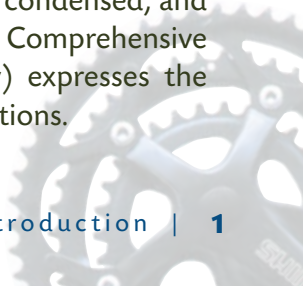 condensed, and
Comprehensive
) expresses the
tions.
troduction | 1